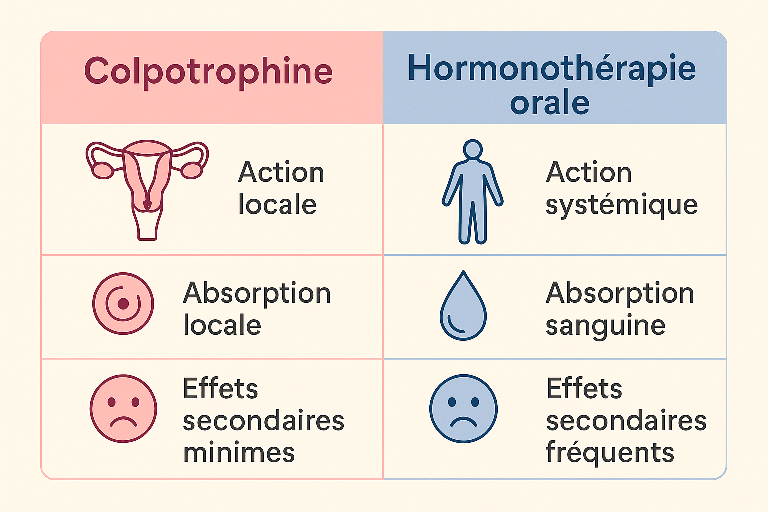 Colpotrophine
Hormonothérapie
orale
Action
locale
Action
systémique
Absorption
locale
Absorption
sanguine
Effets
secondaires
minimes
Effets
secondaires
fréquents